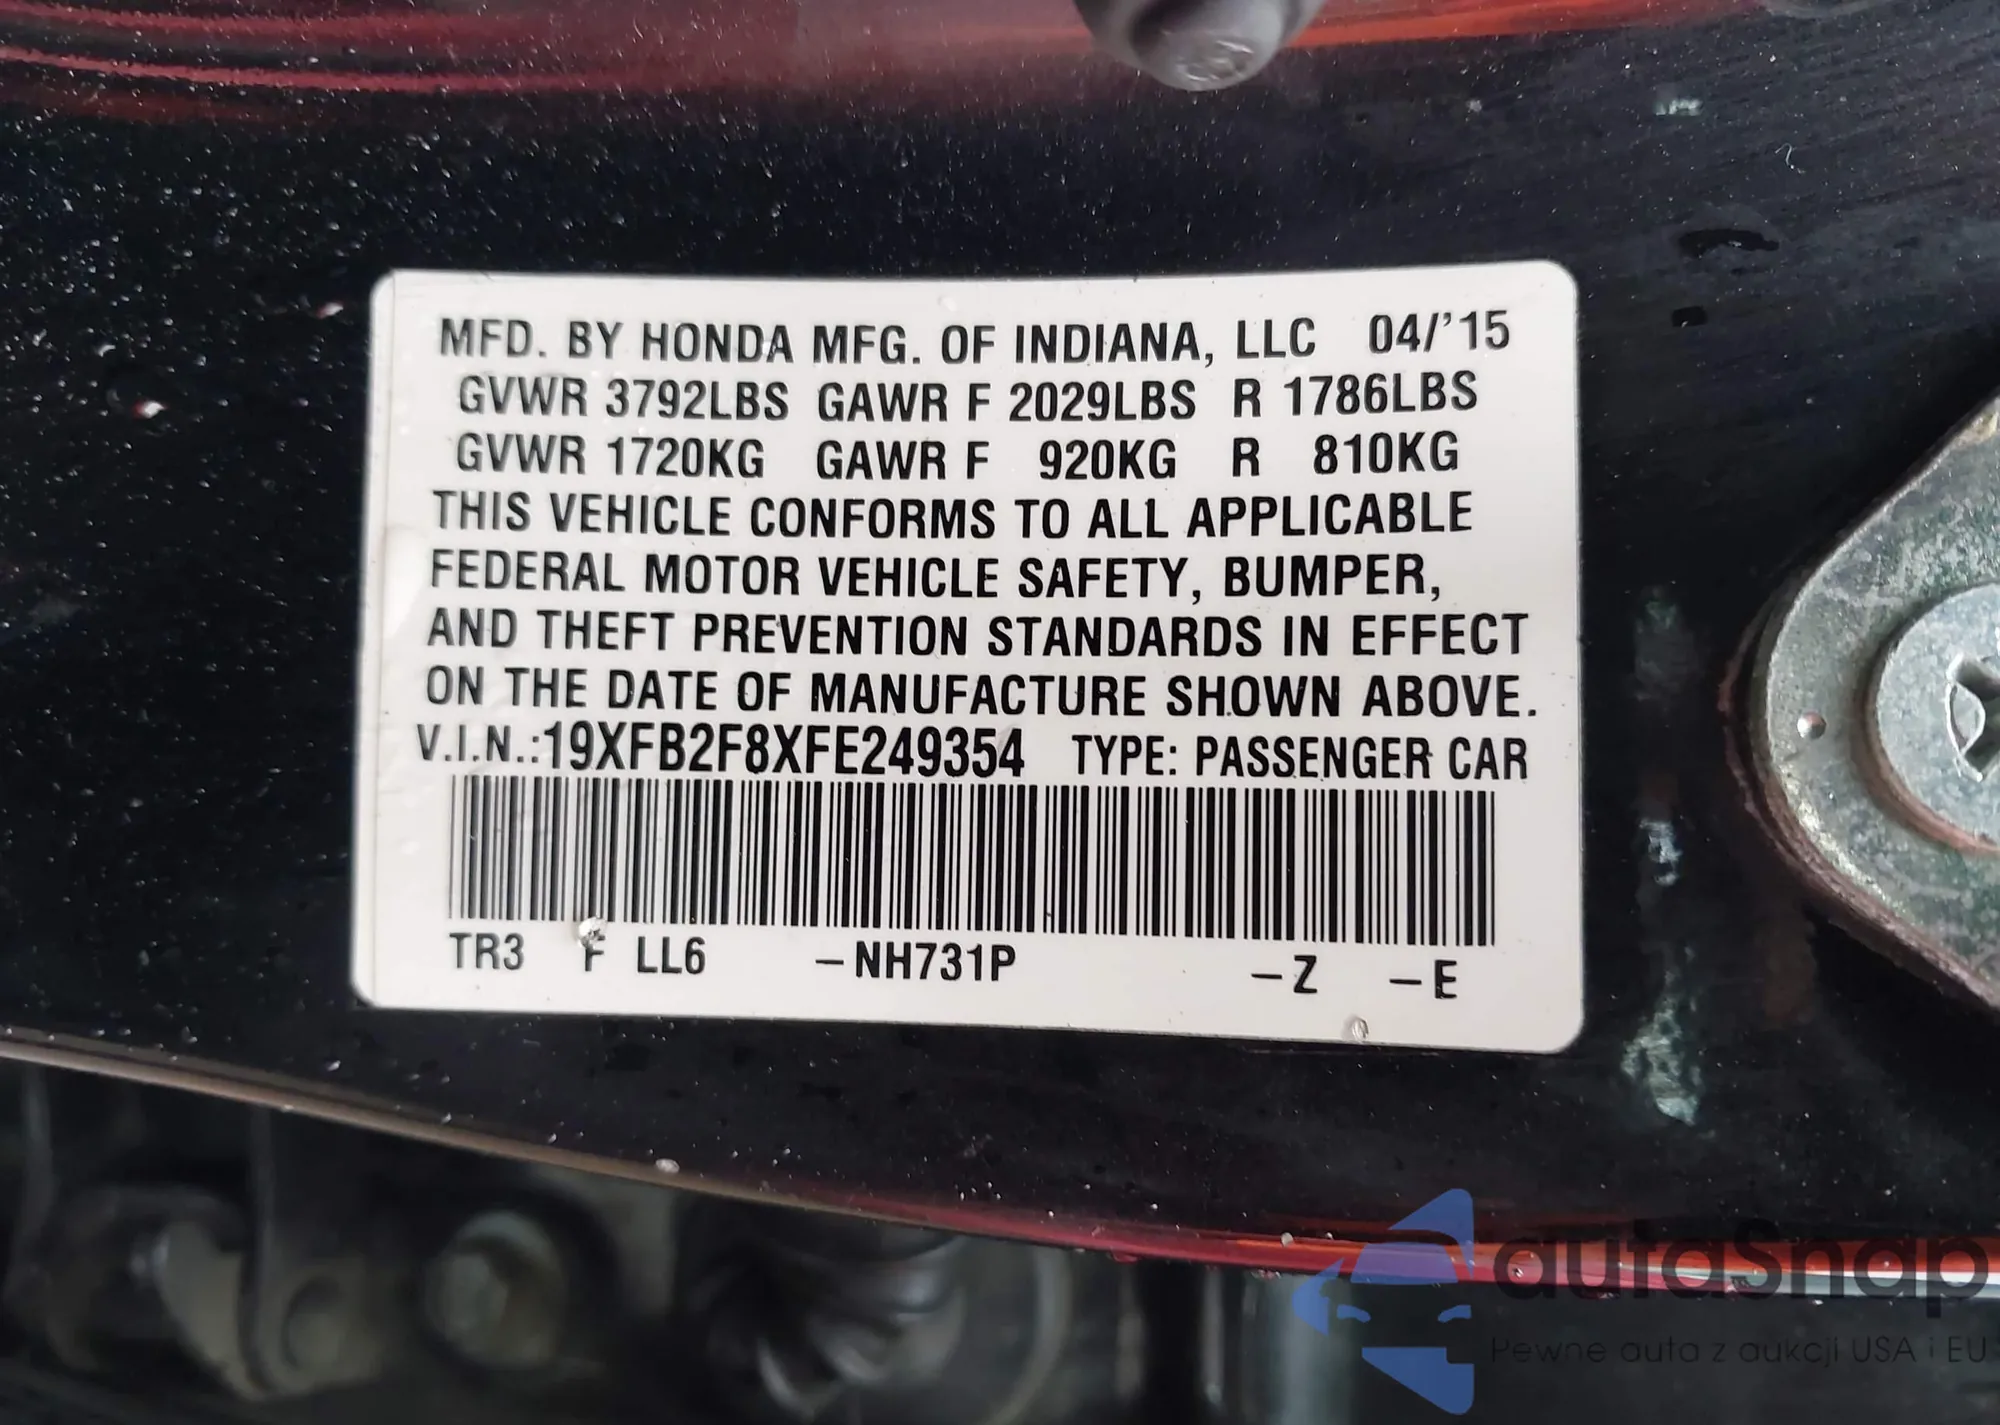 MFD. BY HONDA MFG. OF INDIANA, LLC 04/'15
GVWR 3792LBS GAWR F 2029LBS R 1786LBS
GVWR 1720KG GAWR F 920KG R 810KG
THIS VEHICLE CONFORMS TO ALL APPLICABLE
FEDERAL MOTOR VEHICLE SAFETY, BUMPER,
AND THEFT PREVENTION STANDARDS IN EFFECT
ON THE DATE OF MANUFACTURE SHOWN ABOVE.
V.I.N.:19XFB2F8XFE249354 TYPE: PASSENGER CAR
TR3 F LL6 -NH731P -Z -E
autoSnap
Pewne auta z aukcji USA i EU